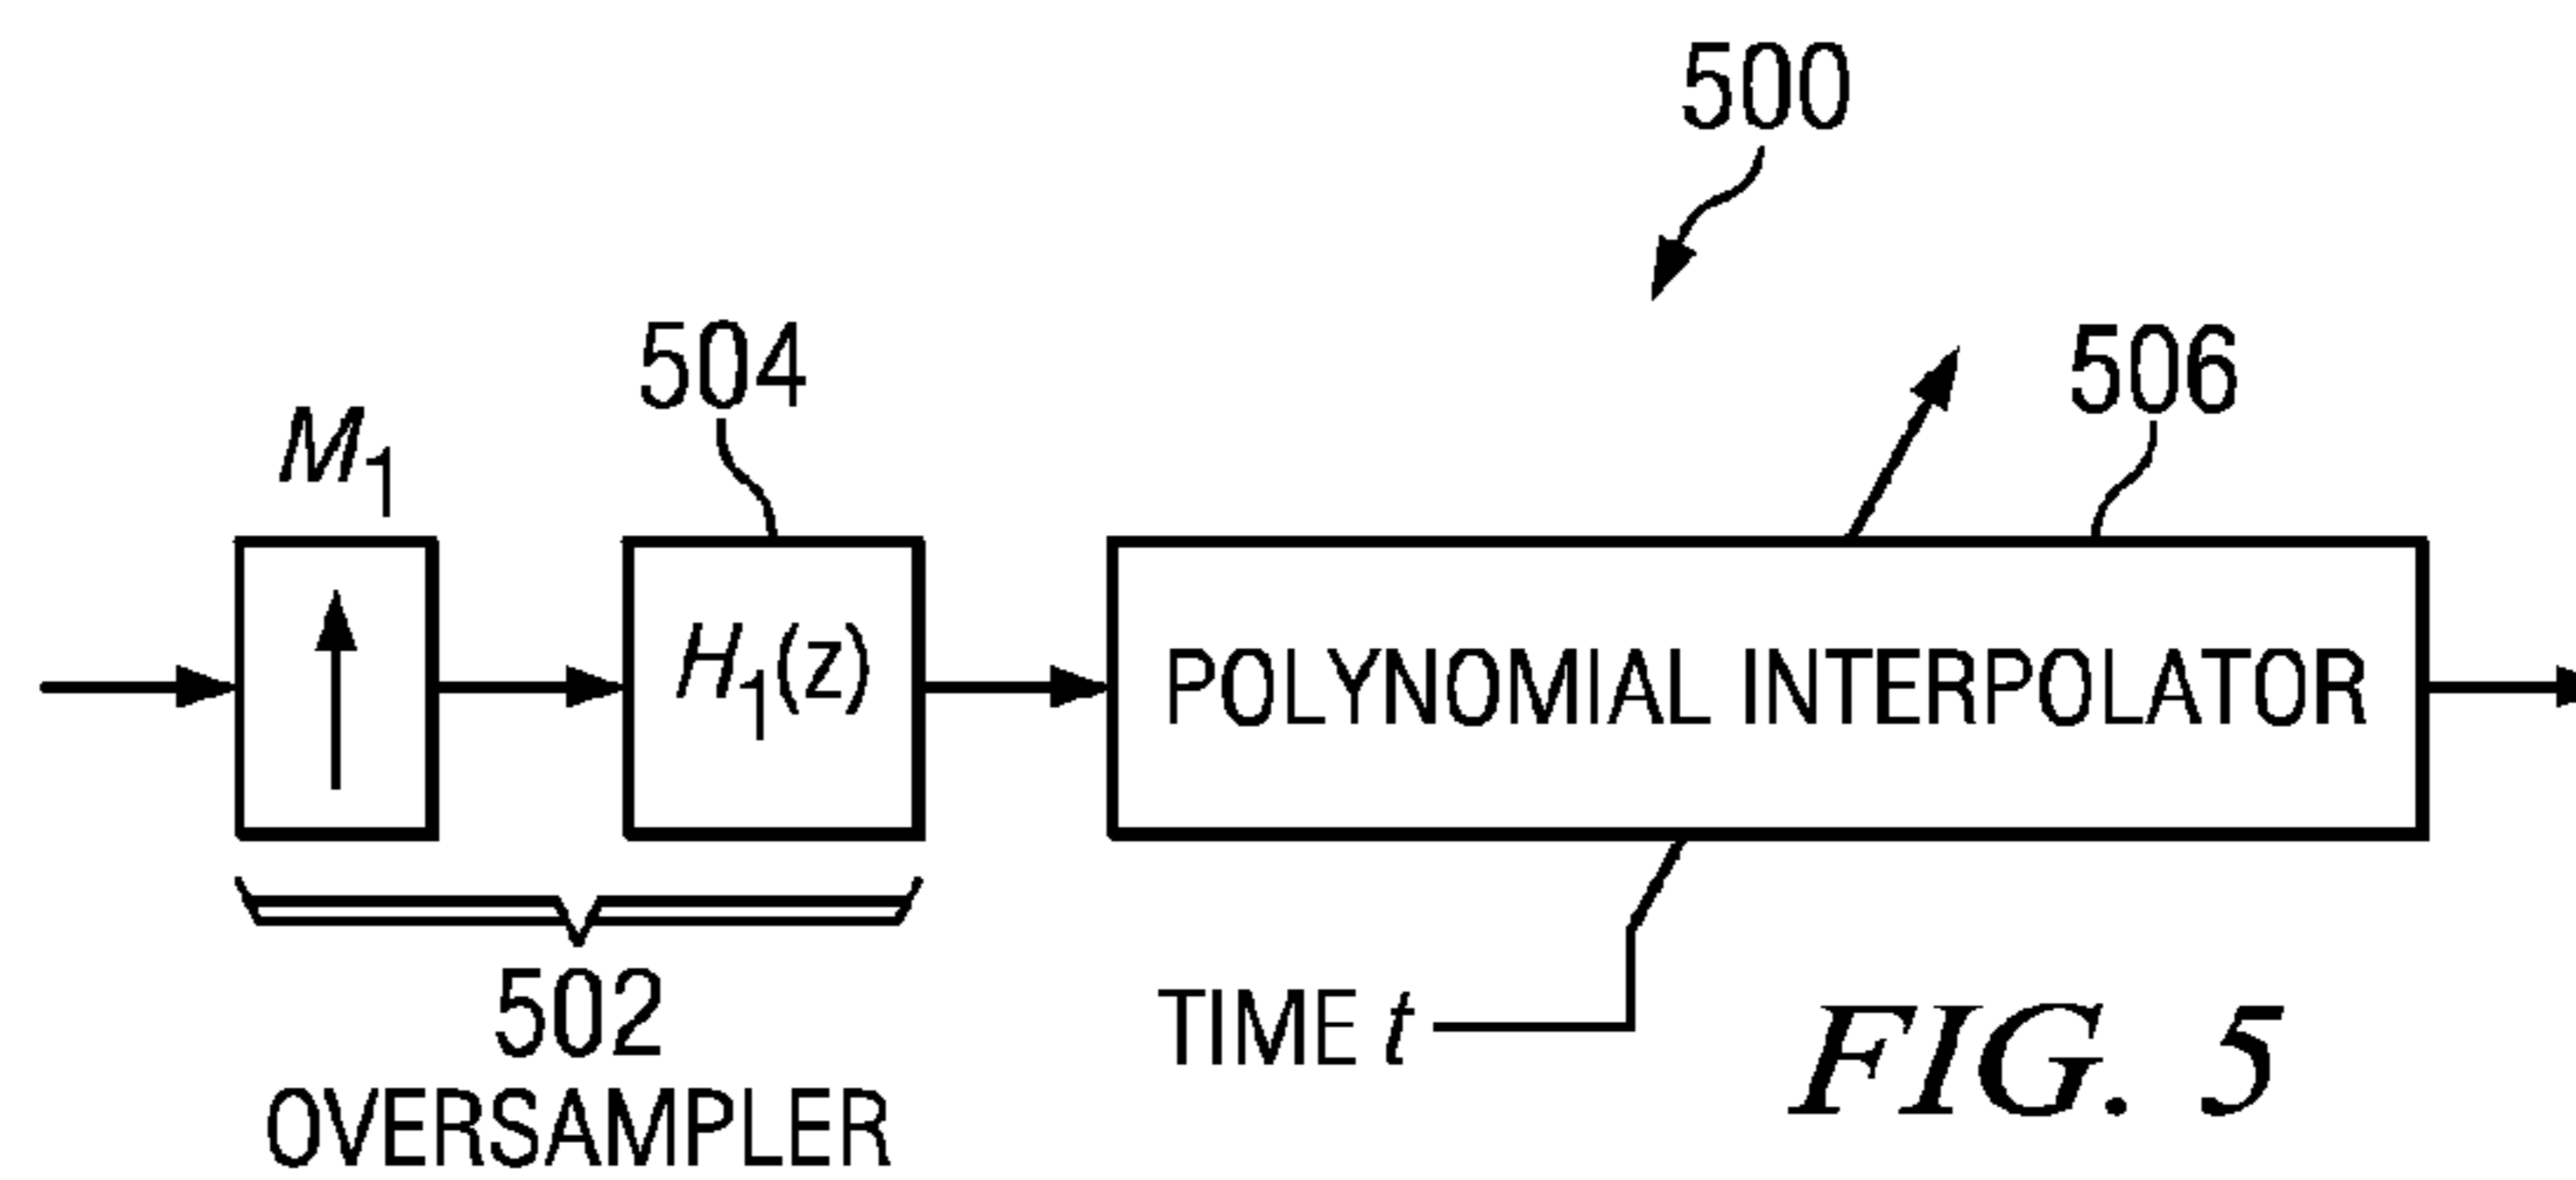 500
504
506
M1
H1(z)
POLYNOMIAL INTERPOLATOR
502
OVERSAMPLER
TIME t
FIG. 5